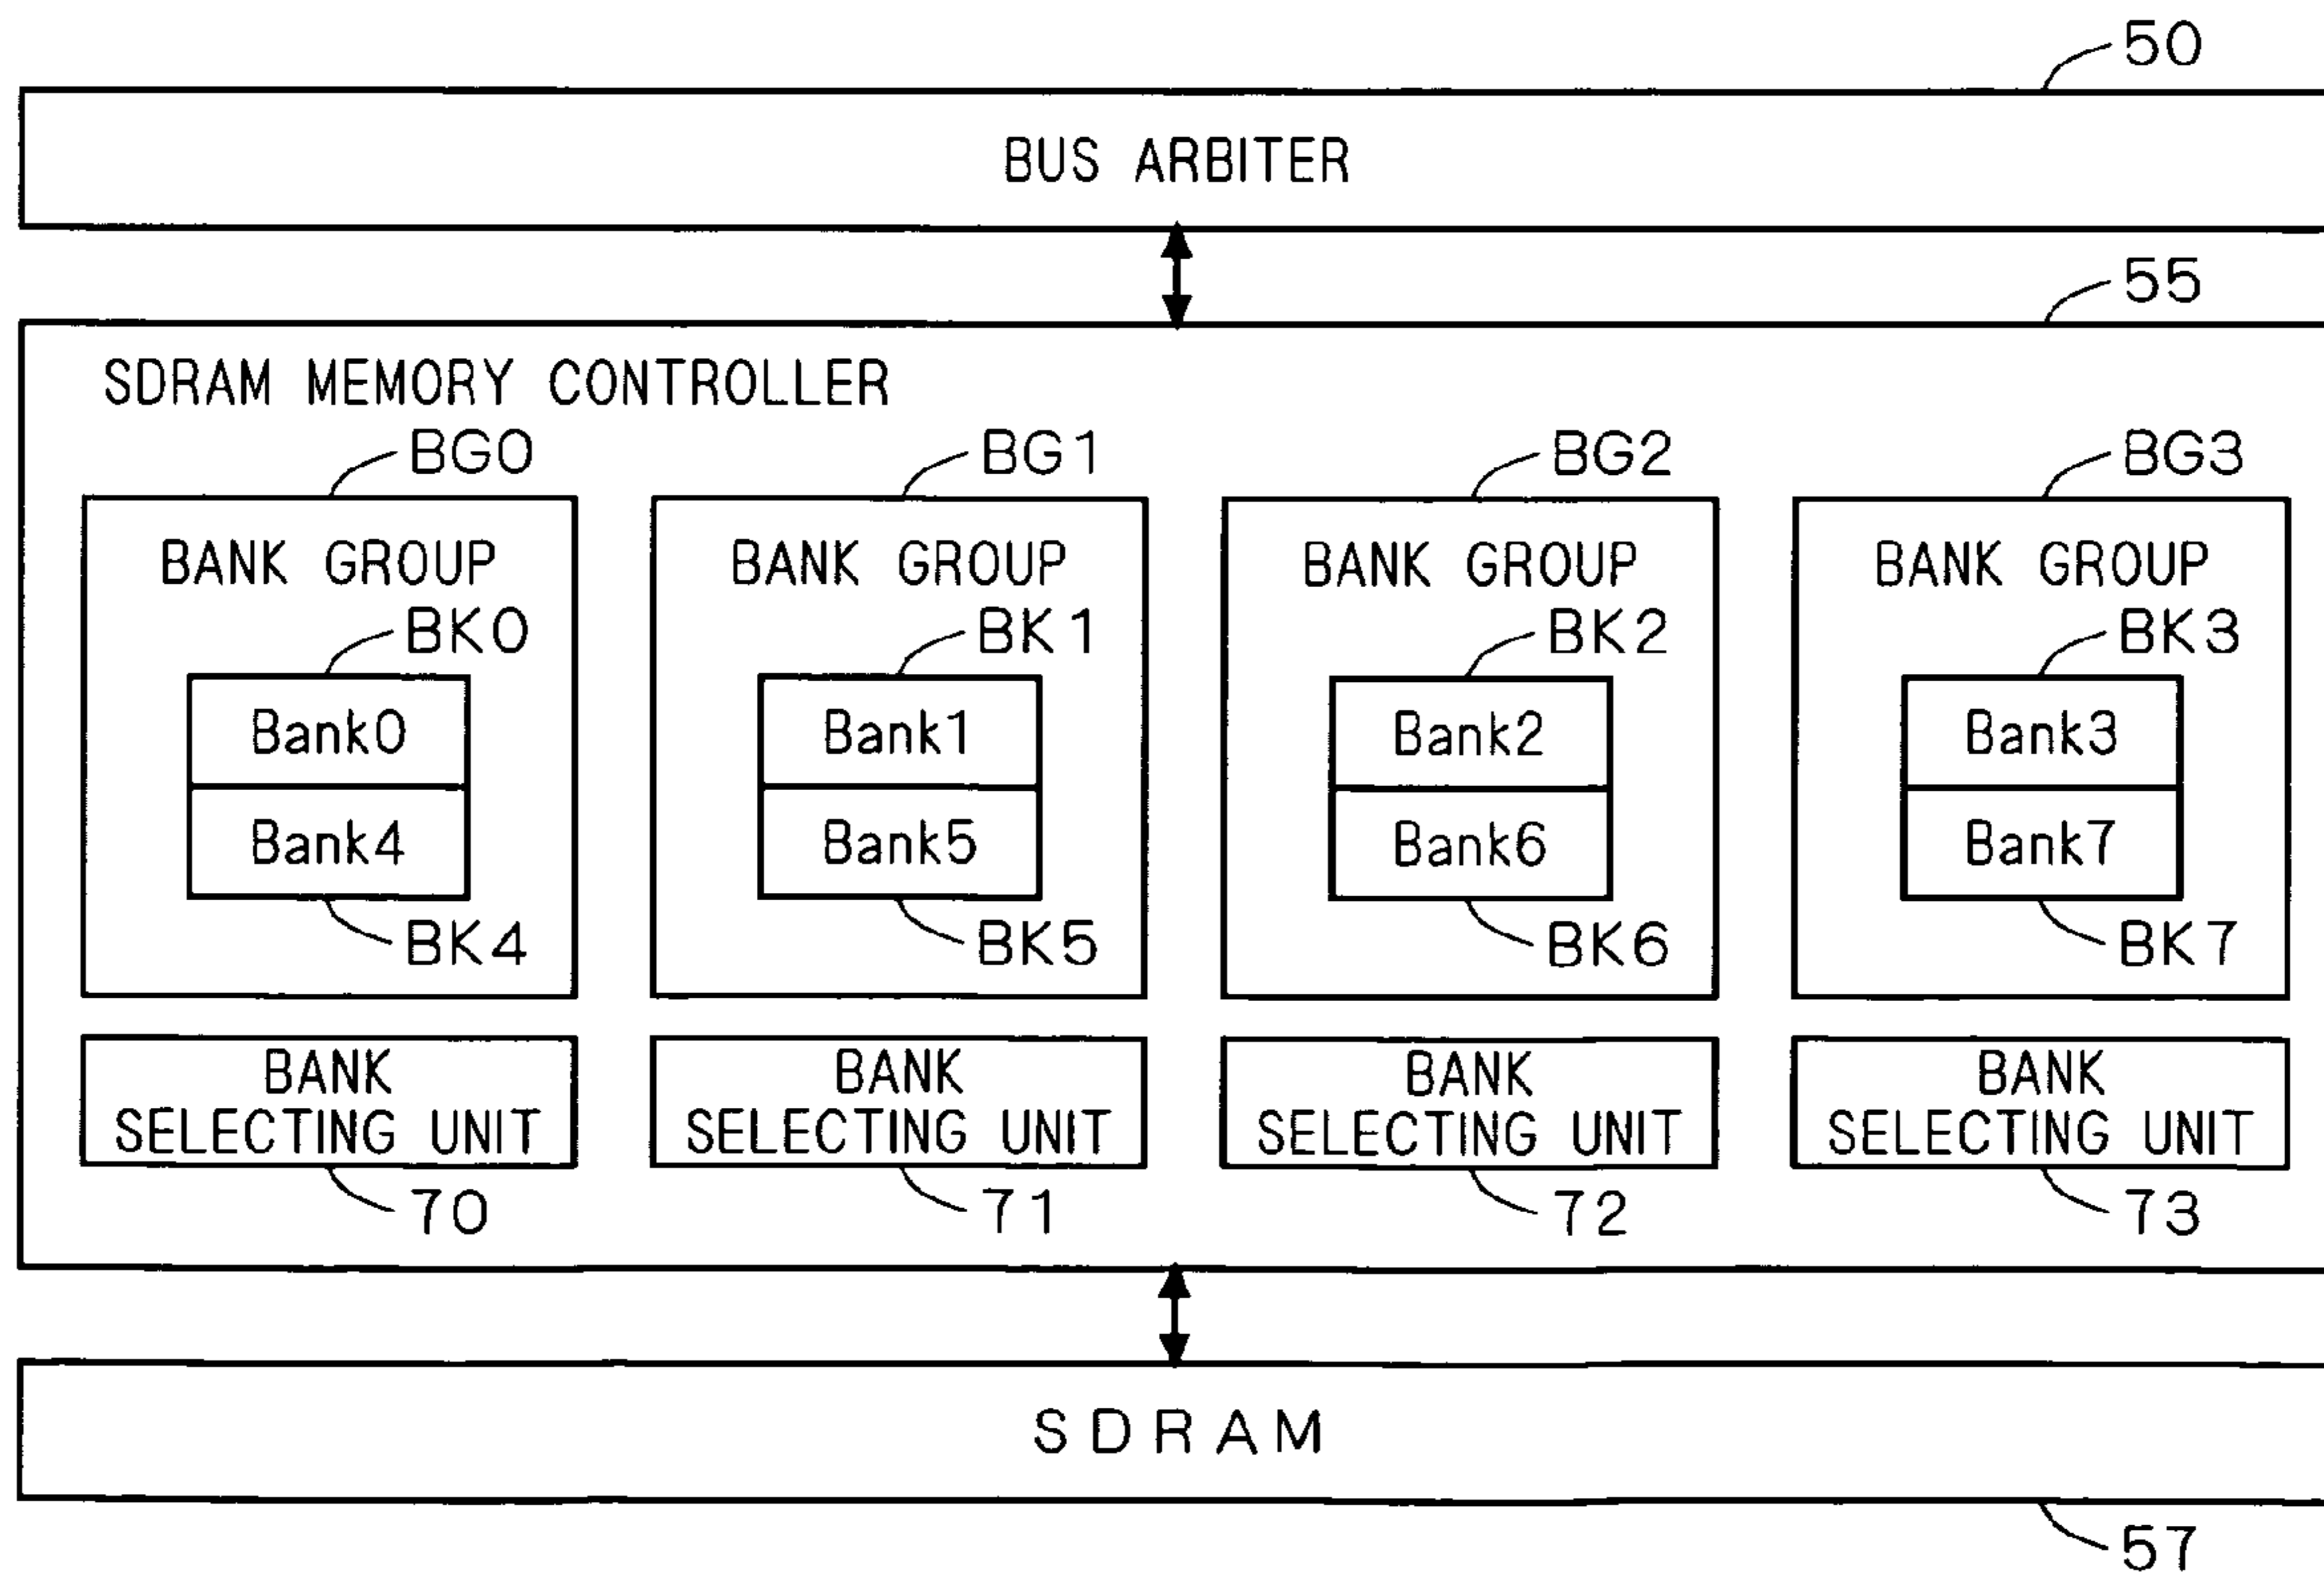 50
BUS ARBITER
55
SDRAM MEMORY CONTROLLER
BG0 BG1 BG2 BG3
BANK GROUP BANK GROUP BANK GROUP BANK GROUP
BK0 BK1 BK2 BK3
Bank0 Bank1 Bank2 Bank3
Bank4 Bank5 Bank6 Bank7
BK4 BK5 BK6 BK7
BANK BANK BANK BANK
SELECTING UNIT SELECTING UNIT SELECTING UNIT SELECTING UNIT
70 71 72 73
SDRAM
57